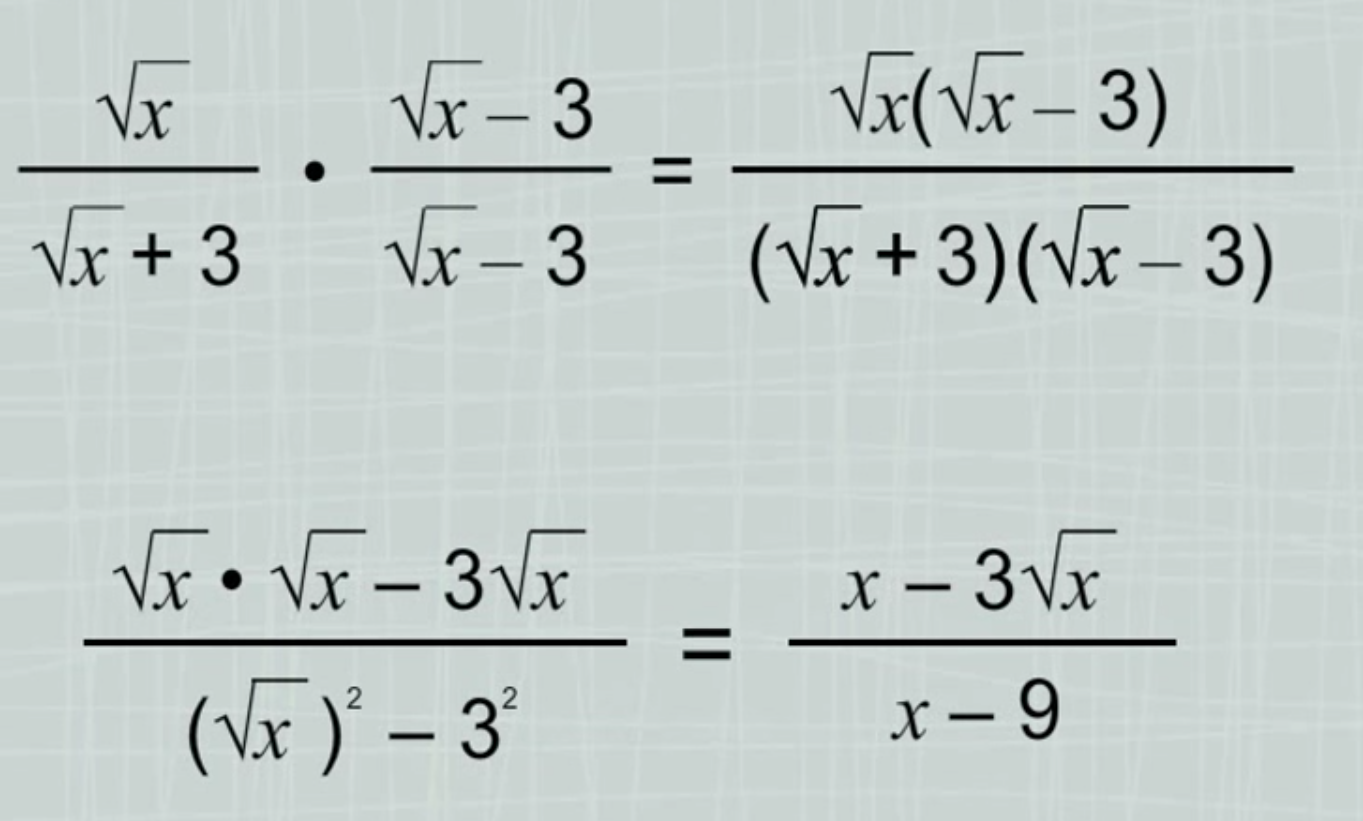 √x / (√x + 3) • (√x – 3) / (√x – 3) = √x(√x – 3) / (√x + 3)(√x – 3)
(√x • √x – 3√x) / ((√x)² – 3²) = (x – 3√x) / (x – 9)